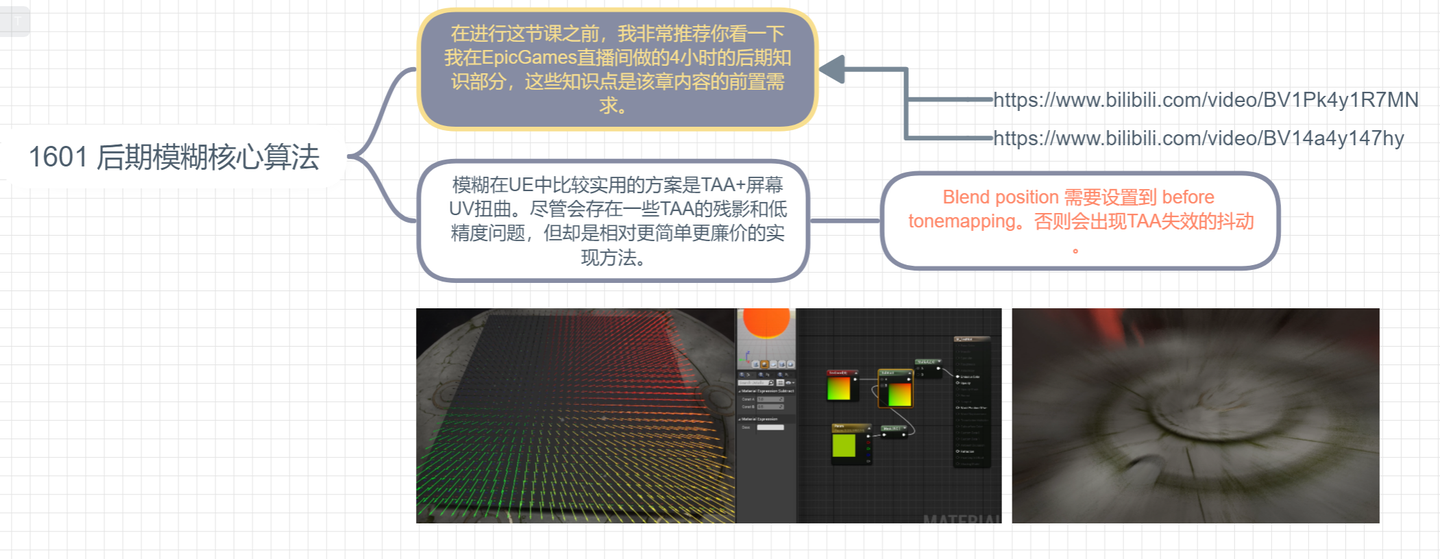 T
1601 后期模糊核心算法
在进行这节课之前，我非常推荐你看一下
我在EpicGames直播间做的4小时的后期知
识部分，这些知识点是该章内容的前置需
求。
https://www.bilibili.com/video/BV1Pk4y1R7MN
https://www.bilibili.com/video/BV14a4y147hy
模糊在UE中比较实用的方案是TAA+屏幕
UV扭曲。尽管会存在一些TAA的残影和低
精度问题，但却是相对更简单更廉价的实
现方法。
Blend position 需要设置到 before
tonemapping。否则会出现TAA失效的抖动
。
Material Expression Subtract
Material Expression
MATERIAL